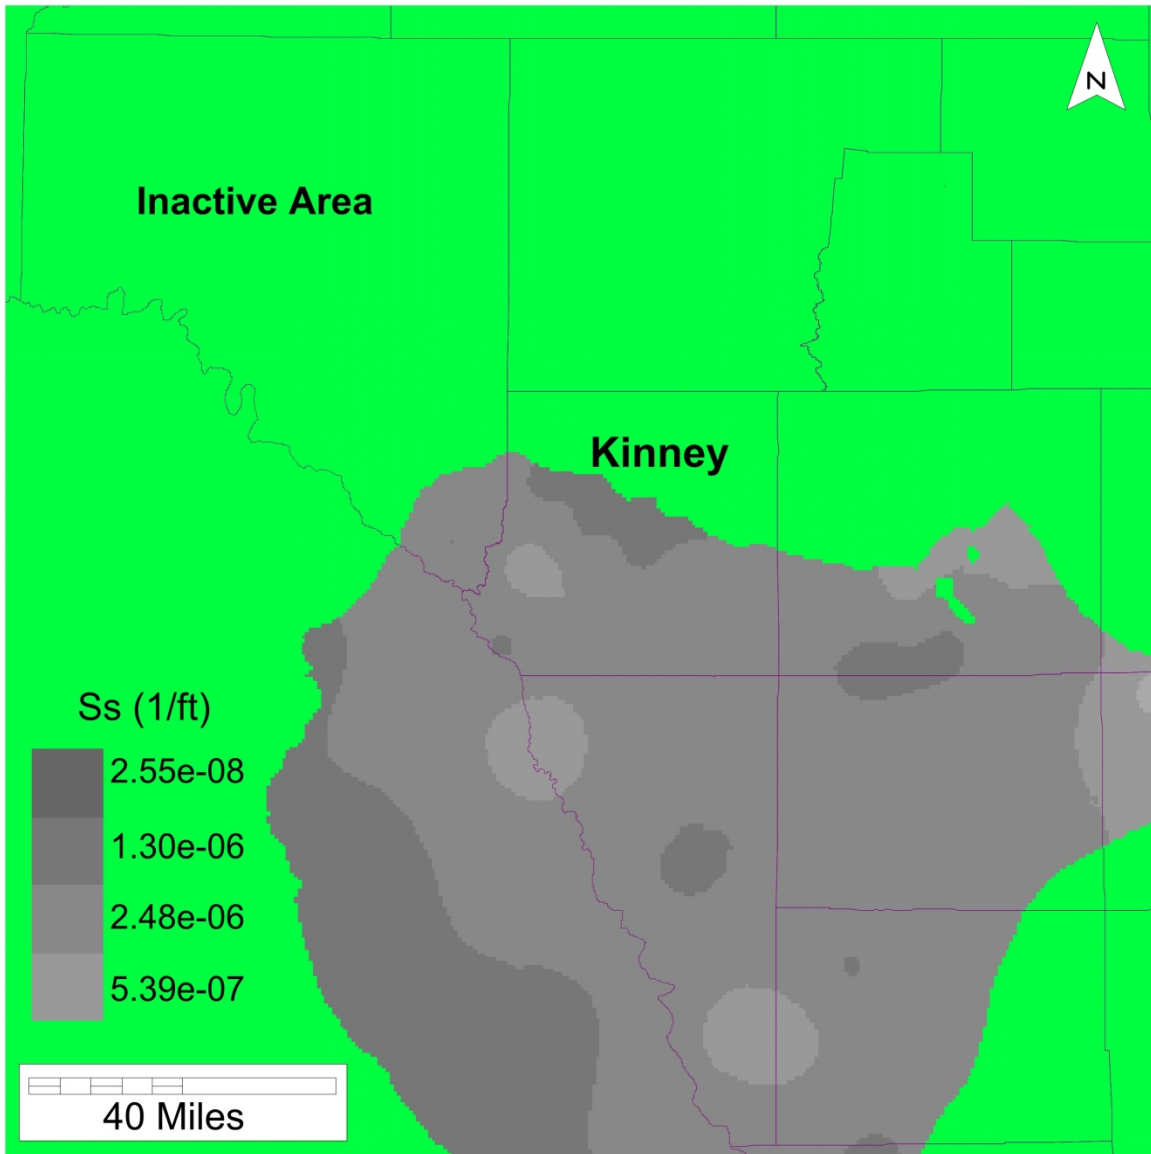 N
Inactive Area
Kinney
Ss (1/ft)
2.55e-08
1.30e-06
2.48e-06
5.39e-07
40 Miles